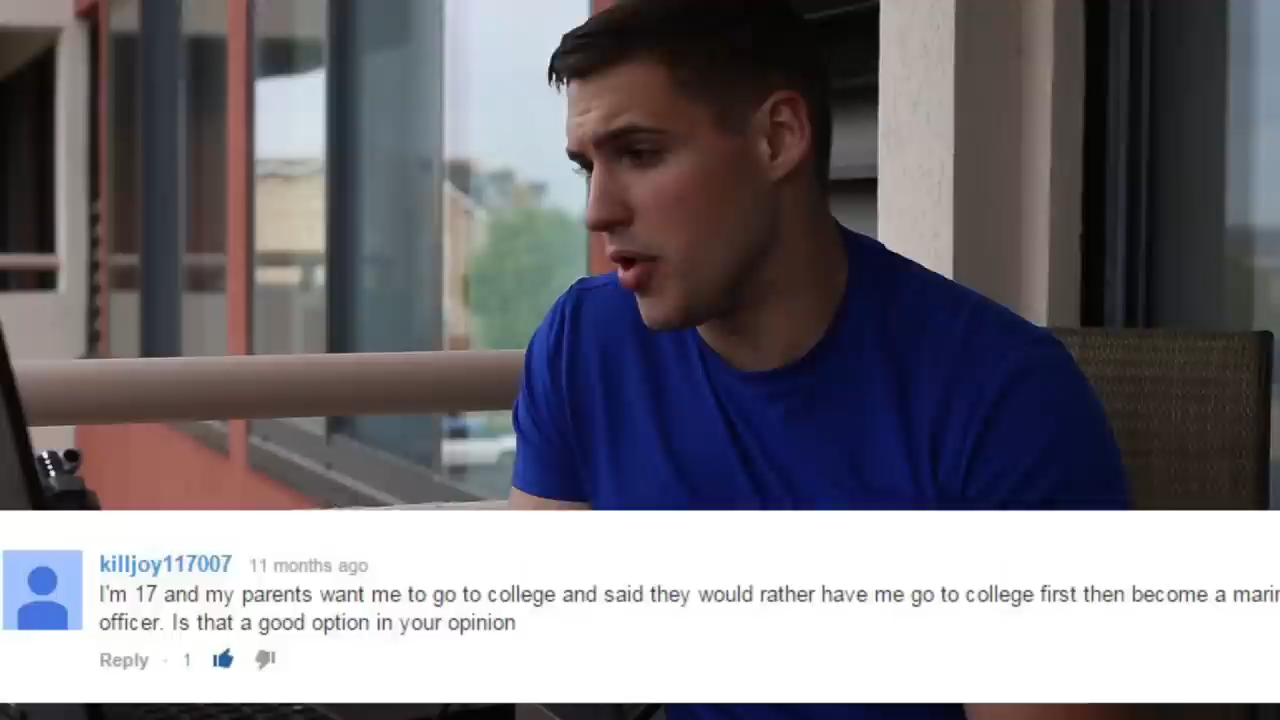 killjoy117007 11 months ago
I'm 17 and my parents want me to go to college and said they would rather have me go to college first then become a
officer. Is that a good option in your opinion
Reply · 1